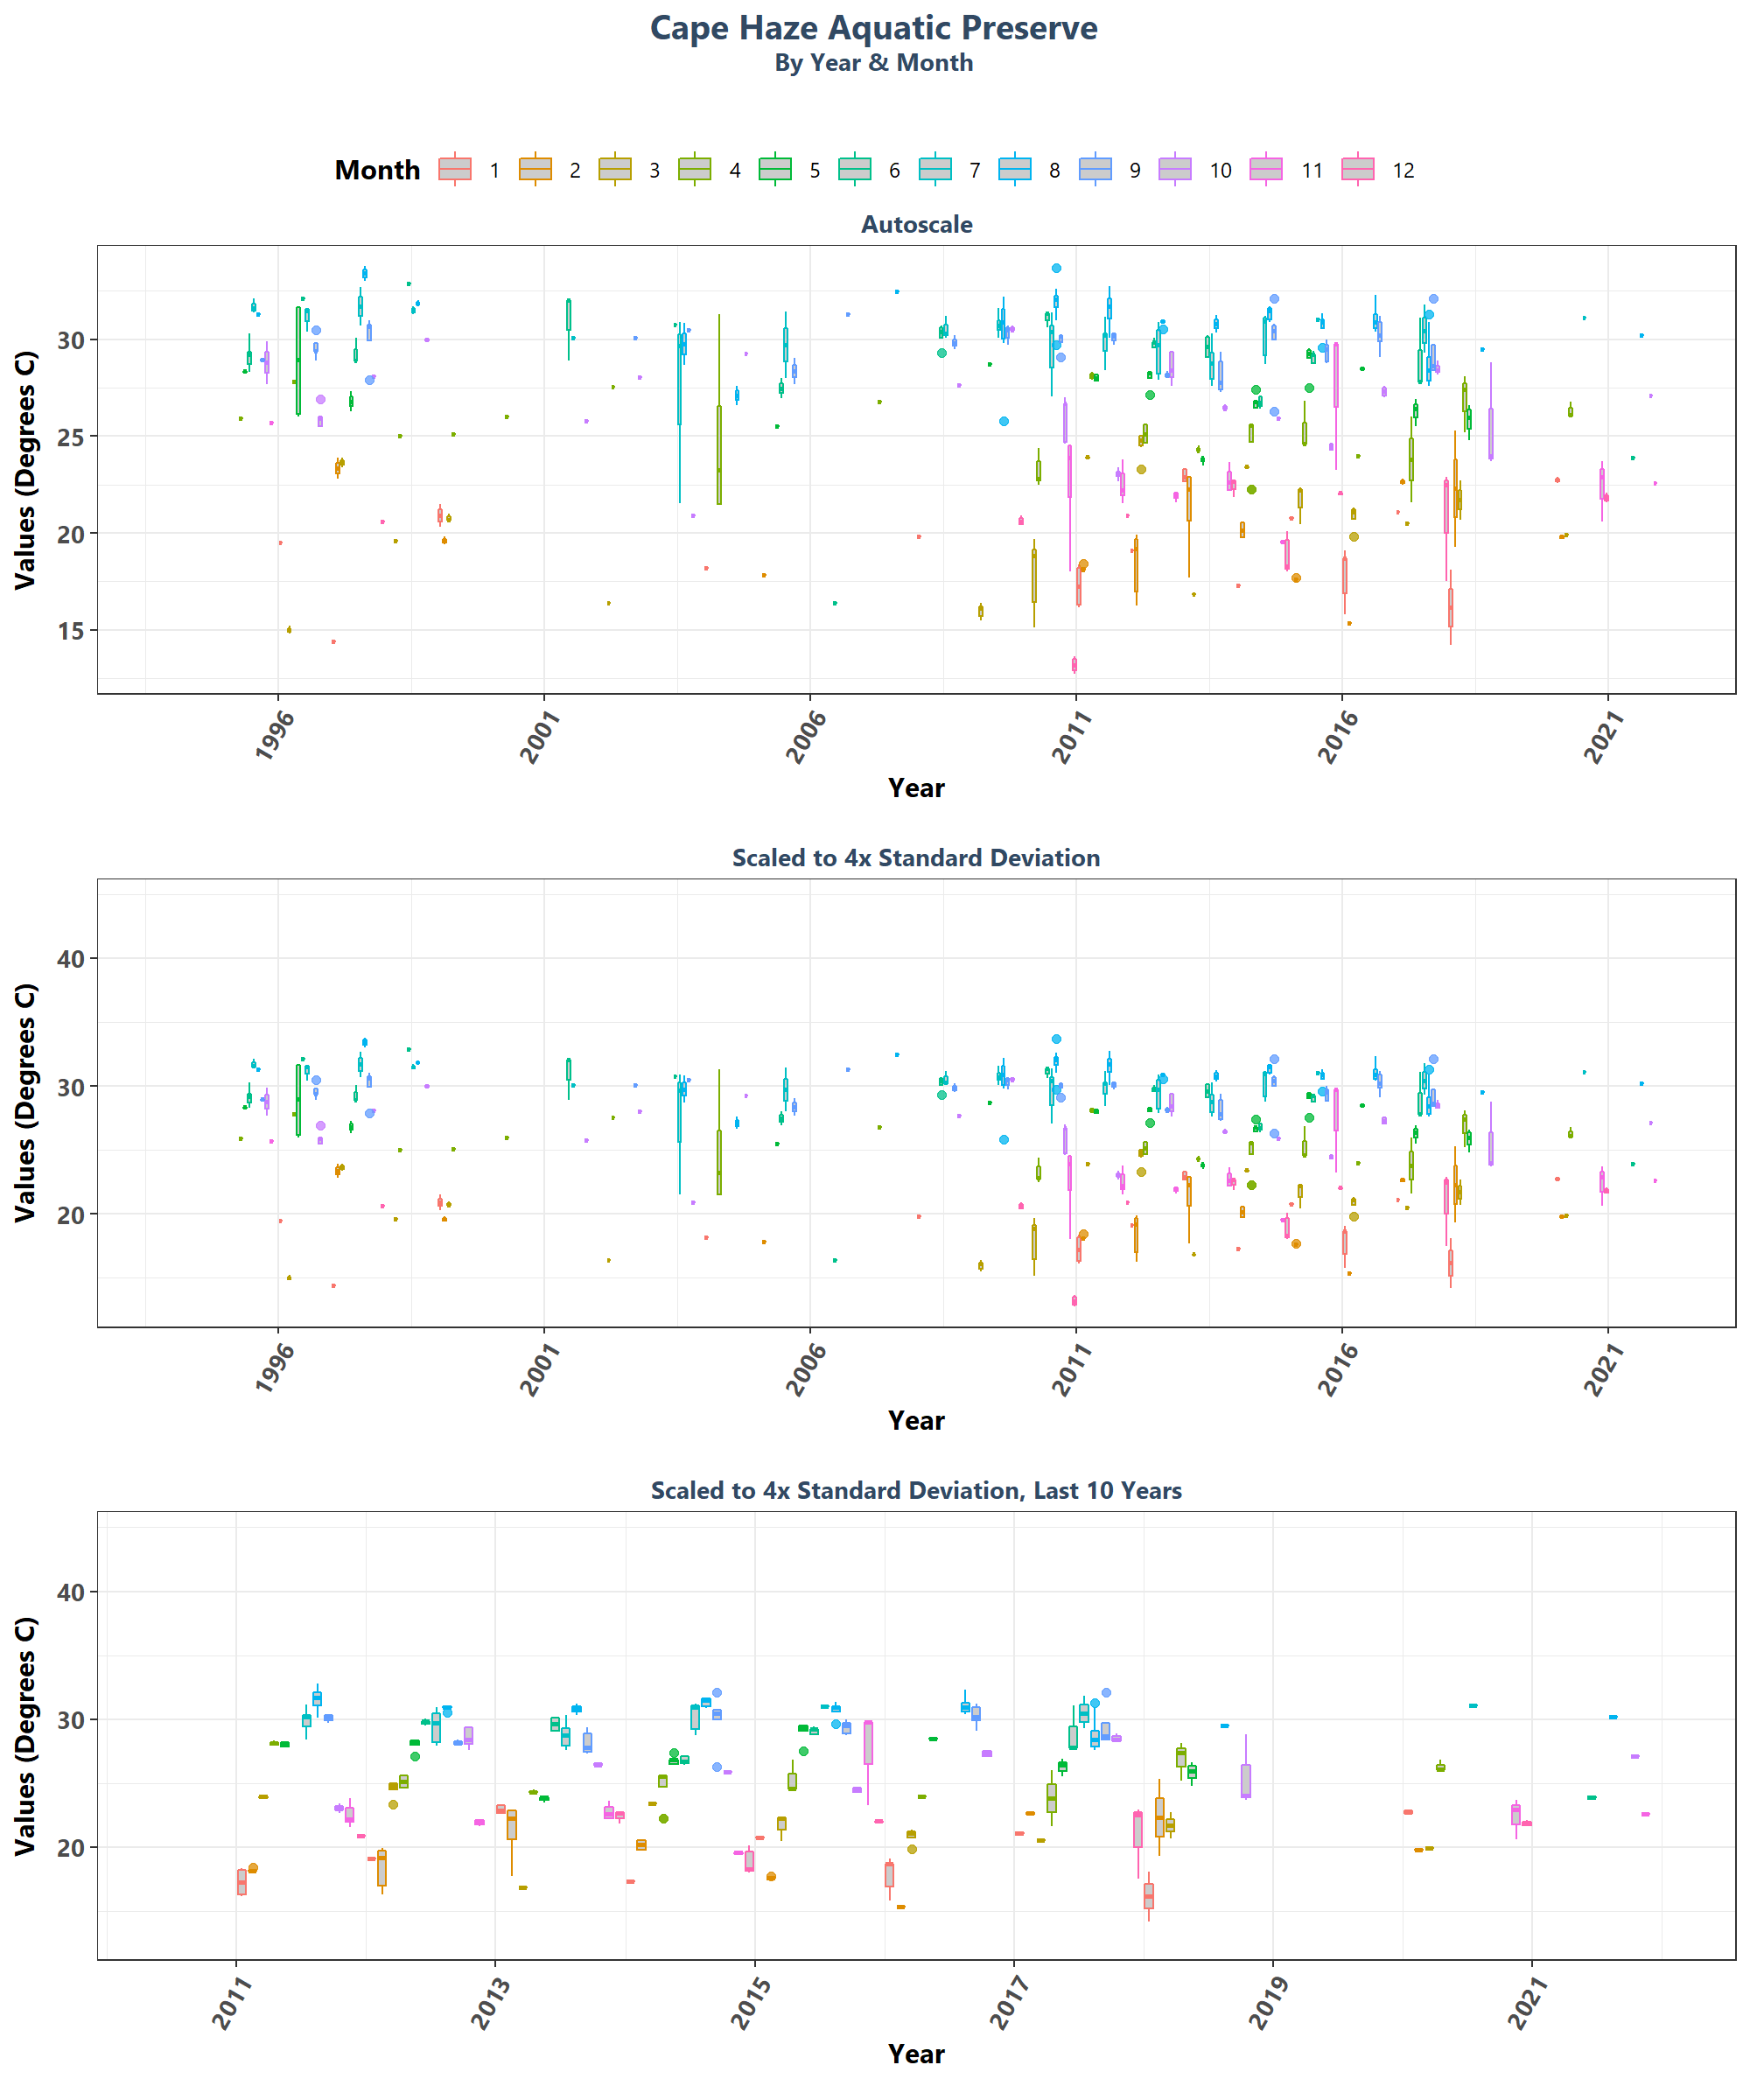 Cape Haze Aquatic Preserve
By Year & Month
Month 1 2 3 4 5 6 7 8 9 10 11 12
Autoscale
Values (Degrees C)
30
25
20
15
1996 2001 2006 2011 2016 2021
Year
Scaled to 4x Standard Deviation
Values (Degrees C)
40
30
20
1996 2001 2006 2011 2016 2021
Year
Scaled to 4x Standard Deviation, Last 10 Years
Values (Degrees C)
40
30
20
2011 2013 2015 2017 2019 2021
Year